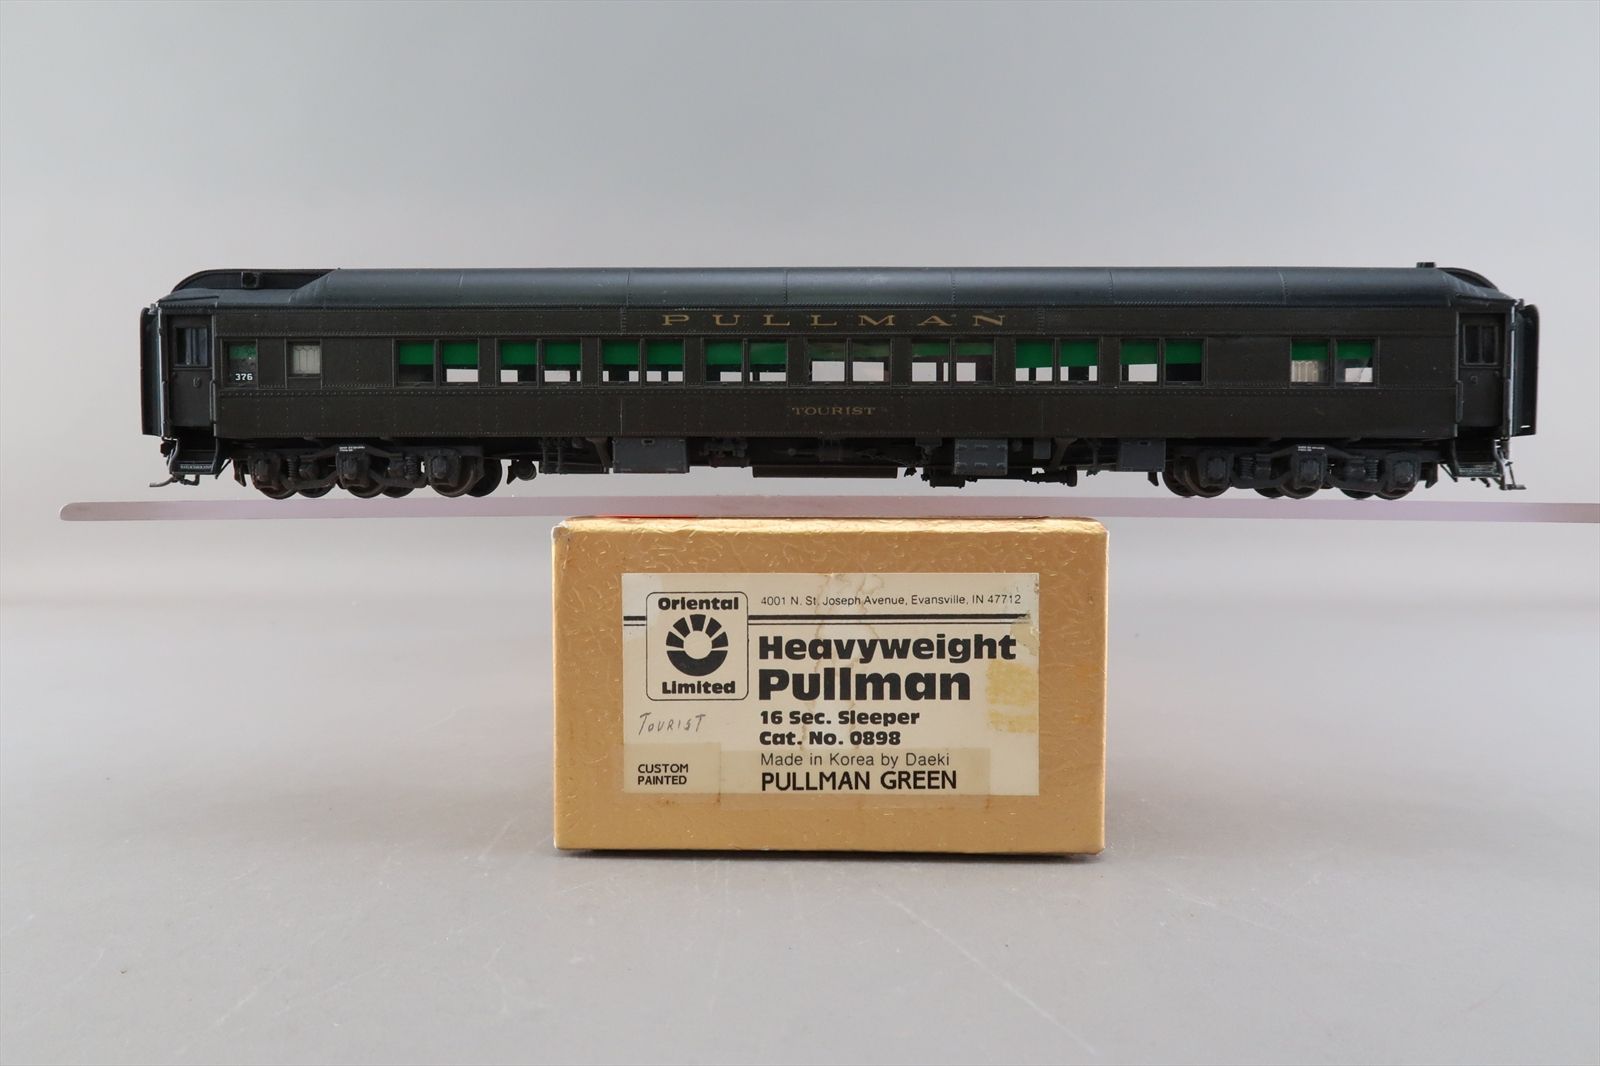 PULLMAN
376
TOURIST
Oriental
Limited
4001 N. St. Joseph Avenue, Evansville, IN 47712
Heavyweight
Pullman
16 Sec. Sleeper
Cat. No. 0898
Made in Korea by Daeki
PULLMAN GREEN
TOURIST
CUSTOM
PAINTED